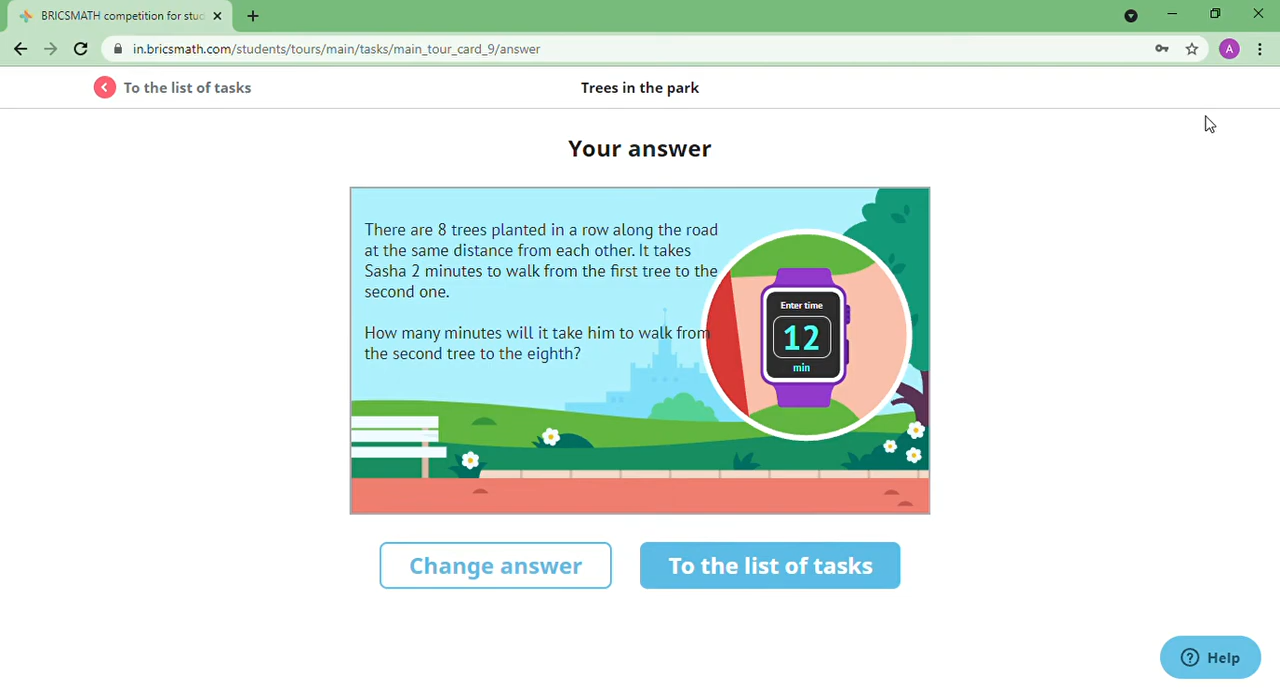 BRICSMATH competition for stud
in.bricsmath.com/students/tours/main/tasks/main_tour_card_9/answer
A
To the list of tasks
Trees in the park
Your answer
There are 8 trees planted in a row along the road
at the same distance from each other. It takes
Sasha 2 minutes to walk from the first tree to the
second one.
How many minutes will it take him to walk from
the second tree to the eighth?
Enter time
12
min
Change answer
To the list of tasks
Help